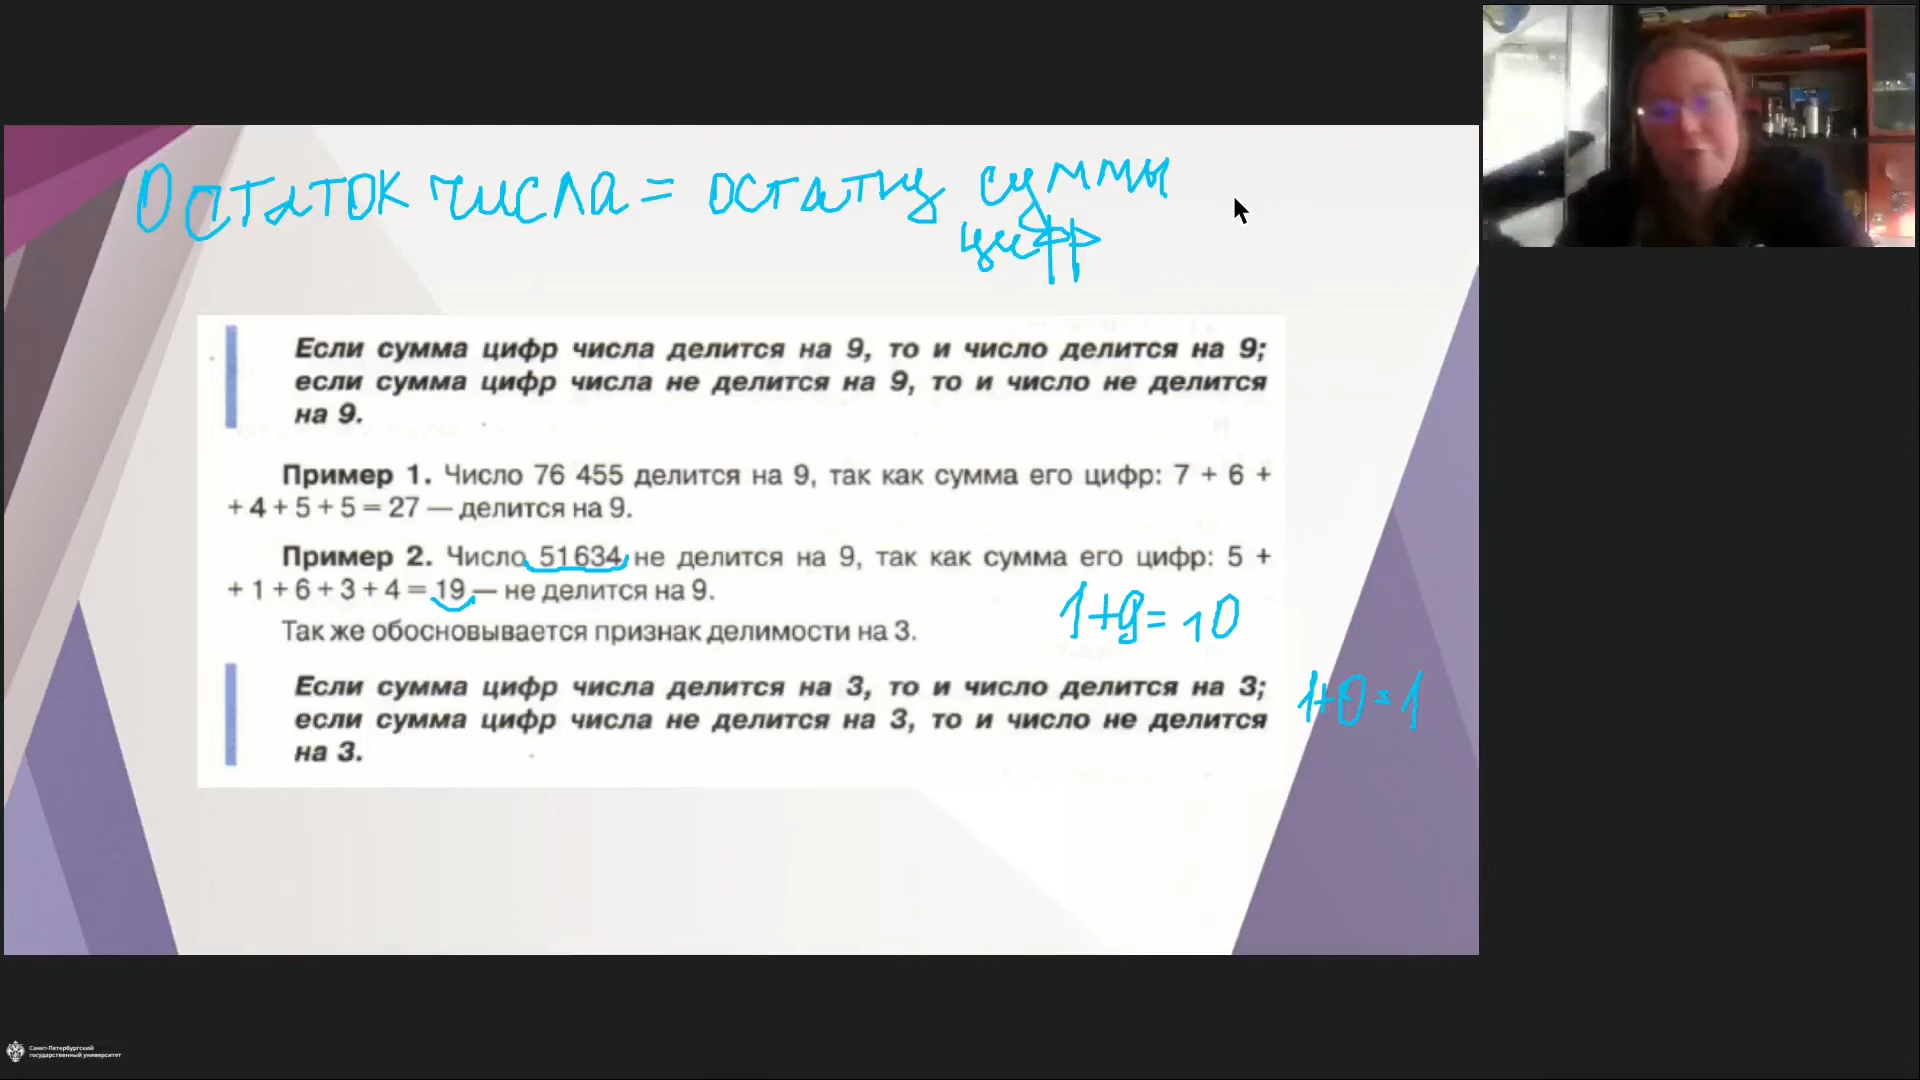 Остаток числа = остатку суммы
цифр
Если сумма цифр числа делится на 9, то и число делится на 9;
если сумма цифр числа не делится на 9, то и число не делится
на 9.
Пример 1. Число 76 455 делится на 9, так как сумма его цифр: 7 + 6 +
+ 4 + 5 + 5 = 27 — делится на 9.
Пример 2. Число 51 634 не делится на 9, так как сумма его цифр: 5 +
+ 1 + 6 + 3 + 4 = 19 — не делится на 9.
1+9=10
Так же обосновывается признак делимости на 3.
Если сумма цифр числа делится на 3, то и число делится на 3;
если сумма цифр числа не делится на 3, то и число не делится
на 3.
1+0=1
Санкт-Петербургский
государственный университет